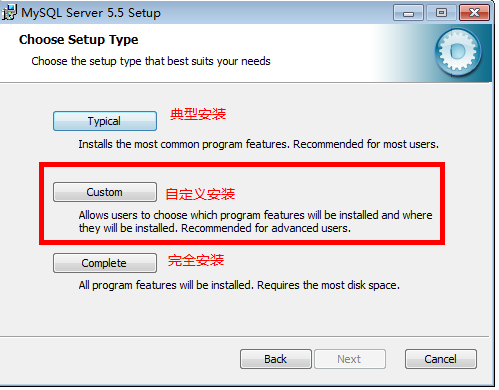 MySQL Server 5.5 Setup
Choose Setup Type
Choose the setup type that best suits your needs
Typical 典型安装
Installs the most common program features. Recommended for most users.
Custom 自定义安装
Allows users to choose which program features will be installed and where
they will be installed. Recommended for advanced users.
Complete 完全安装
All program features will be installed. Requires the most disk space.
Back Next Cancel